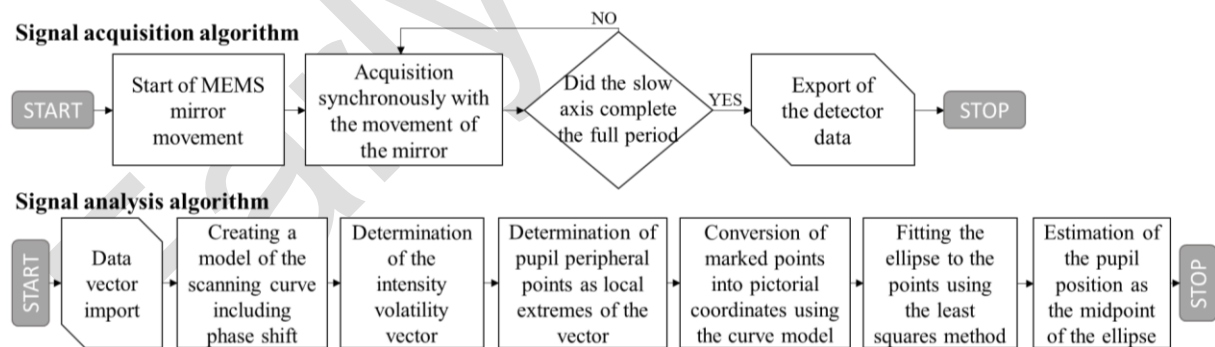 Signal acquisition algorithm
START
Start of MEMS
mirror
movement
Acquisition
synchronously with
the movement of
the mirror
NO
Did the slow
axis complete
the full period
YES
Export of
the detector
data
STOP
Signal analysis algorithm
START
Data
vector
import
Creating a
model of the
scanning curve
including
phase shift
Determination
of the
intensity
volatility
vector
Determination of
pupil peripheral
points as local
extremes of the
vector
Conversion of
marked points
into pictorial
coordinates using
the curve model
Fitting the
ellipse to the
points using
the least
squares method
Estimation of
the pupil
position as
the midpoint
of the ellipse
STOP